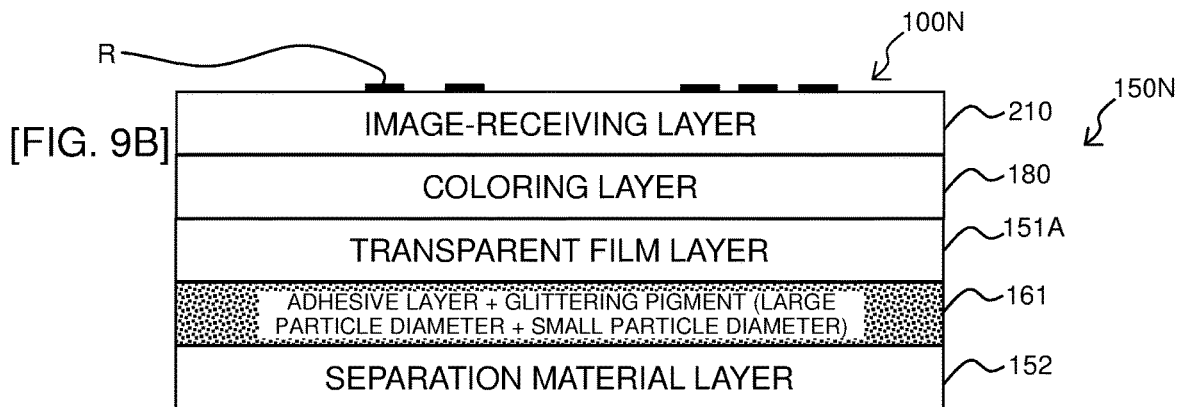 R
100N
150N
[FIG. 9B]
IMAGE-RECEIVING LAYER
210
COLORING LAYER
180
TRANSPARENT FILM LAYER
151A
ADHESIVE LAYER + GLITTERING PIGMENT (LARGE
PARTICLE DIAMETER + SMALL PARTICLE DIAMETER)
161
SEPARATION MATERIAL LAYER
152